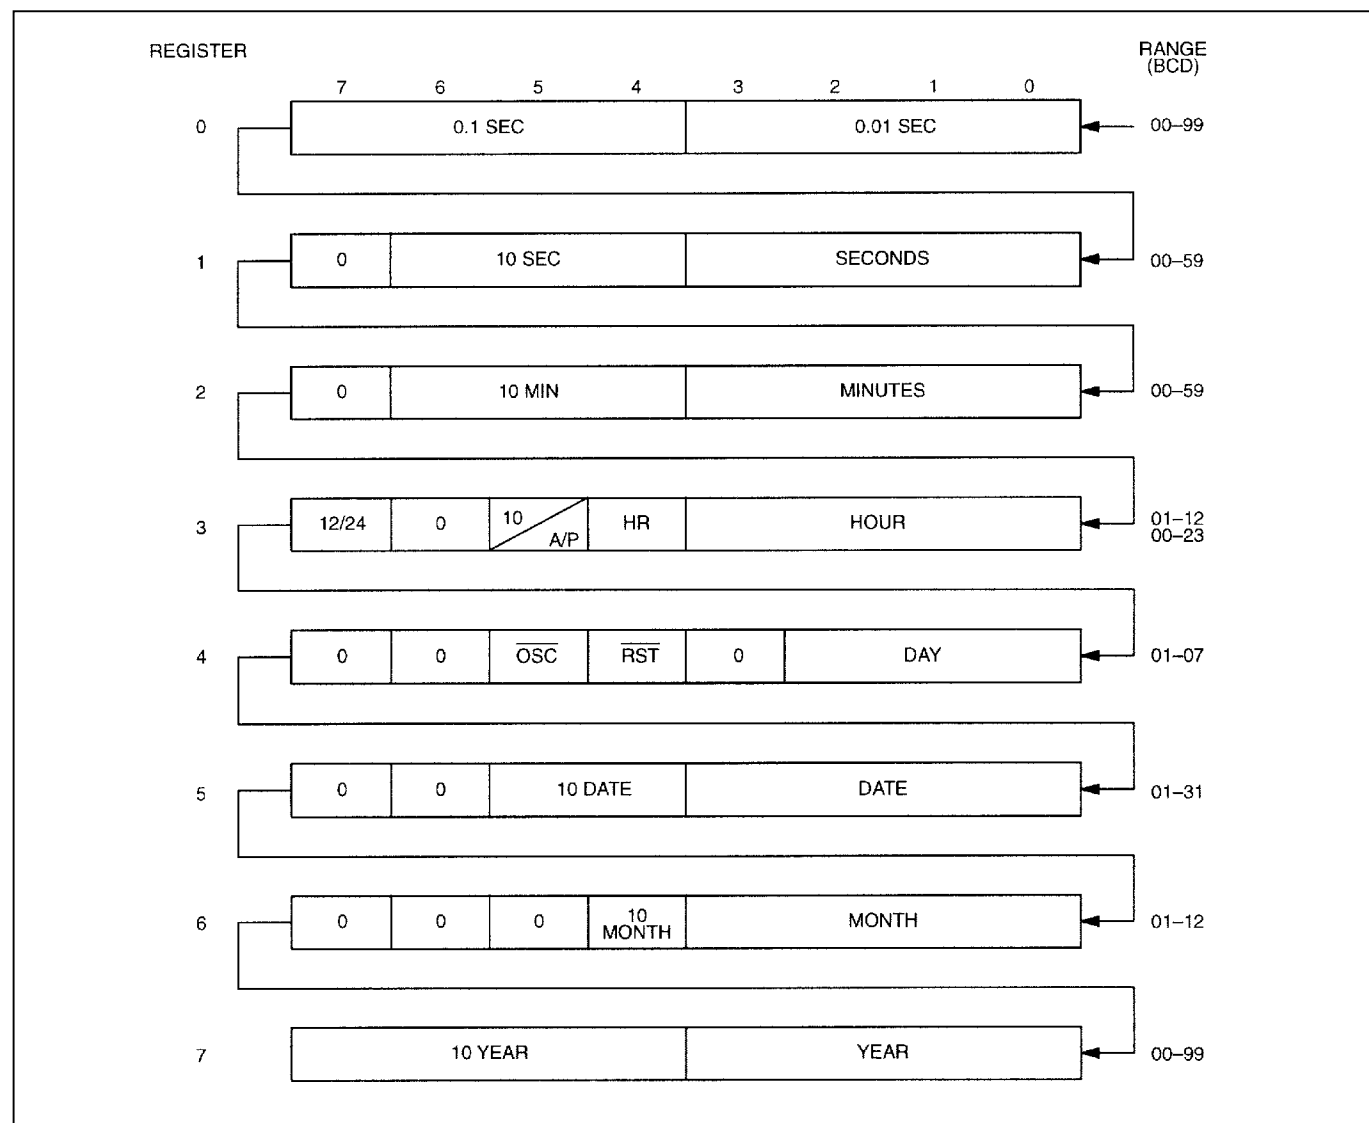 REGISTER
RANGE
(BCD)
7 6 5 4 3 2 1 0
0 0.1 SEC 0.01 SEC 00–99
1 0 10 SEC SECONDS 00–59
2 0 10 MIN MINUTES 00–59
3 12/24 0 10 A/P HR HOUR 01–12
00–23
4 0 0 O̅S̅C̅ R̅S̅T̅ 0 DAY 01–07
5 0 0 10 DATE DATE 01–31
6 0 0 0 10 MONTH MONTH 01–12
7 10 YEAR YEAR 00–99